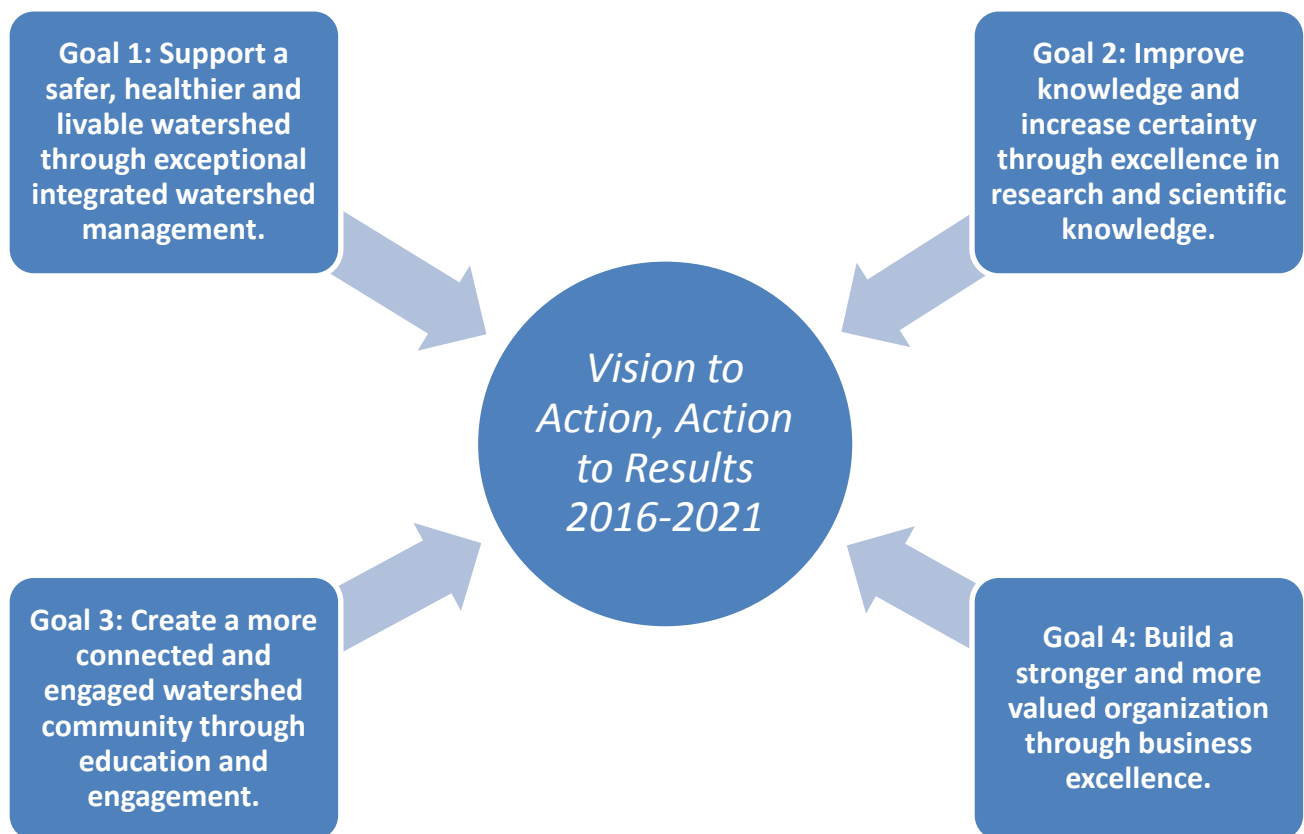 Goal 1: Support a
safer, healthier and
livable watershed
through exceptional
integrated watershed
management.
Goal 2: Improve
knowledge and
increase certainty
through excellence in
research and scientific
knowledge.
Vision to
Action, Action
to Results
2016-2021
Goal 3: Create a more
connected and
engaged watershed
community through
education and
engagement.
Goal 4: Build a
stronger and more
valued organization
through business
excellence.